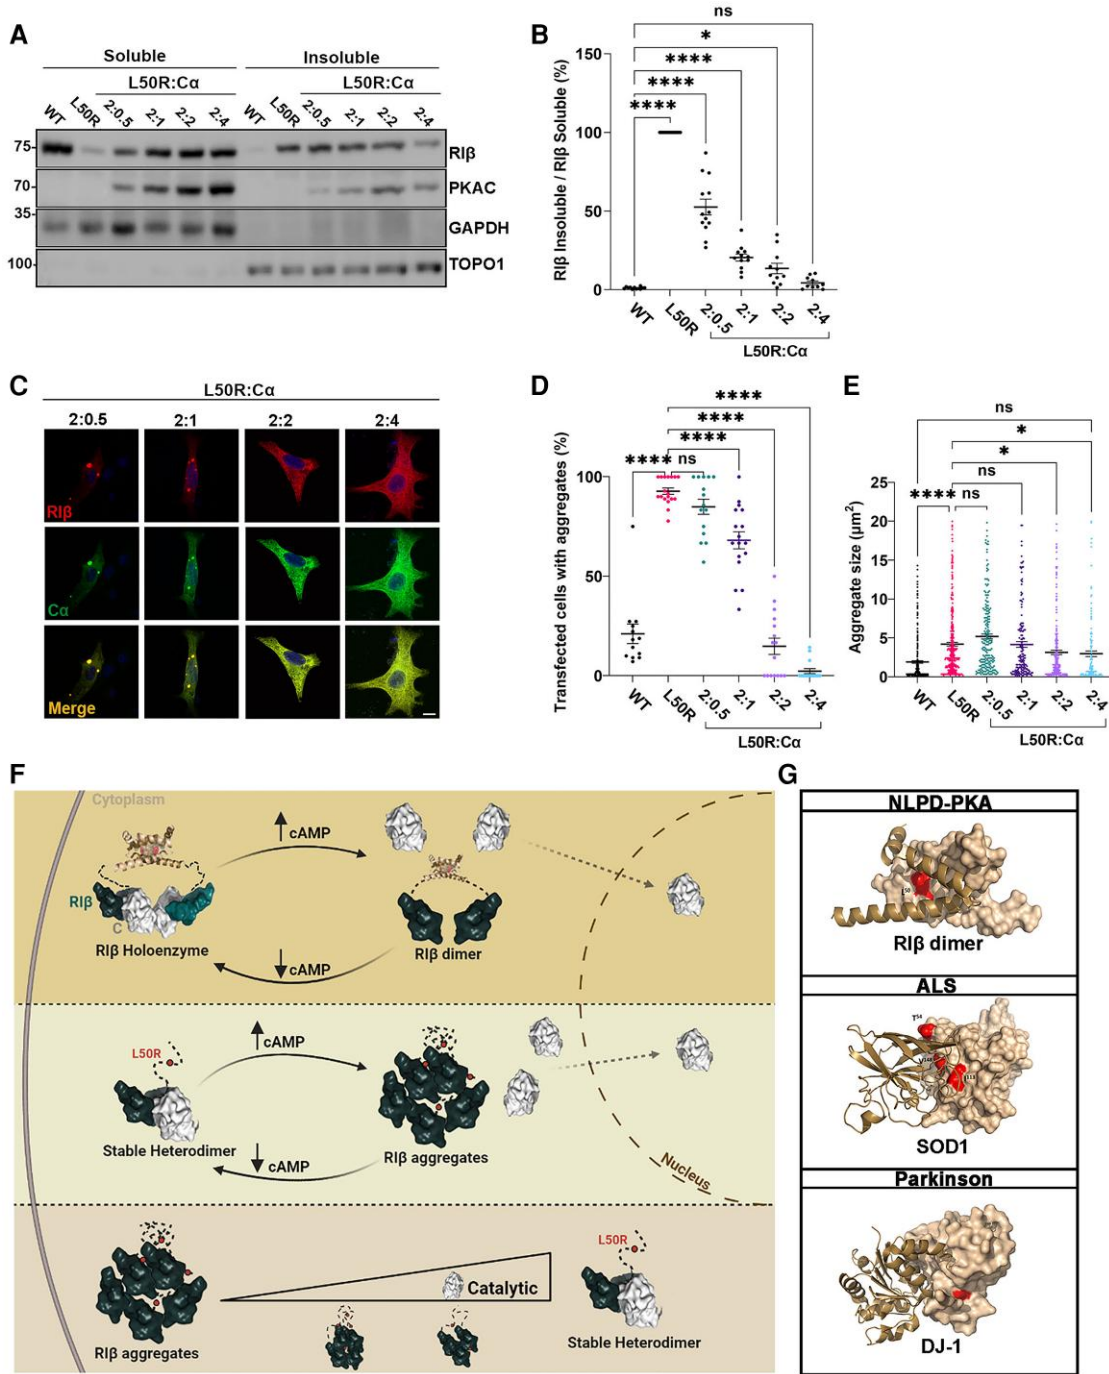 A
Soluble
Insoluble
L50R:Cα
L50R:Cα
WT
L50R
2:0.5
2:1
2:2
2:4
WT
L50R
2:0.5
2:1
2:2
2:4
75
RIβ
70
PKAC
35
GAPDH
100
TOPO1
B
ns
*
****
****
****
RIβ Insoluble / RIβ Soluble (%)
150
100
50
0
WT
L50R
2:0.5
2:1
2:2
2:4
L50R:Cα
C
L50R:Cα
2:0.5
2:1
2:2
2:4
RIβ
Cα
Merge
D
****
****
****
**** ns
Transfected cells with aggregates (%)
100
50
0
WT
L50R
2:0.5
2:1
2:2
2:4
L50R:Cα
E
ns
*
*
ns
**** ns
Aggregate size (µm²)
25
20
15
10
5
0
WT
L50R
2:0.5
2:1
2:2
2:4
L50R:Cα
F
Cytoplasm
cAMP
RIβ
C
RIβ Holoenzyme
RIβ dimer
cAMP
L50R
cAMP
Stable Heterodimer
RIβ aggregates
cAMP
Nucleus
L50R
Catalytic
RIβ aggregates
Stable Heterodimer
G
NLPD-PKA
L50
RIβ dimer
ALS
SOD1
Parkinson
DJ-1